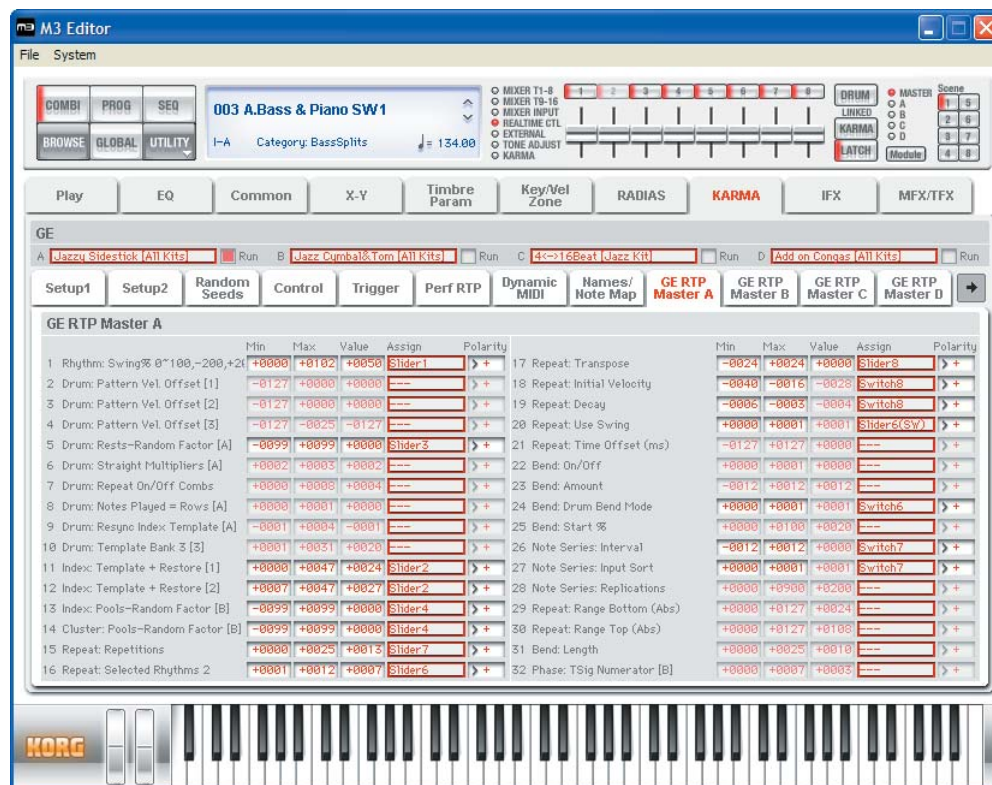 m3 M3 Editor
File System
COMBI PROG SEQ
BROWSE GLOBAL UTILITY
003 A.Bass & Piano SW1
I-A Category: BassSplits ♩= 134.00
MIXER T1-8
MIXER T9-16
MIXER INPUT
REALTIME CTL
EXTERNAL
TONE ADJUST
KARMA
1 2 3 4 5 6 7 8
DRUM
LINKED
KARMA
LATCH
MASTER
A
B
C
D
Module
Scene
1 5
2 6
3 7
4 8
Play EQ Common X-Y Timbre Param Key/Vel Zone RADIAS KARMA IFX MFX/TFX
GE
A Jazzy Sidestick [All Kits] Run B Jazz Cymbal&Tom [All Kits] Run C 4<->16Beat [Jazz Kit] Run D Add on Congas [All Kits] Run
Setup1 Setup2 Random Seeds Control Trigger Perf RTP Dynamic MIDI Names/ Note Map GE RTP Master A GE RTP Master B GE RTP Master C GE RTP Master D
GE RTP Master A
Min Max Value Assign Polarity
1 Rhythm: Swing% 0~100,-200,+20 +0000 +0102 +0050 Slider1 +
2 Drum: Pattern Vel. Offset [1] -0127 +0000 +0000 --- +
3 Drum: Pattern Vel. Offset [2] -0127 +0000 +0000 --- +
4 Drum: Pattern Vel. Offset [3] -0127 -0025 -0127 --- +
5 Drum: Rests-Random Factor [A] -0099 +0099 +0000 Slider3 +
6 Drum: Straight Multipliers [A] +0002 +0003 +0002 --- +
7 Drum: Repeat On/Off Combs +0000 +0008 +0004 --- +
8 Drum: Notes Played = Rows [A] +0000 +0001 +0000 --- +
9 Drum: Resync Index Template [A] -0001 +0004 -0001 --- +
10 Drum: Template Bank 3 [3] +0001 +0031 +0020 --- +
11 Index: Template + Restore [1] +0000 +0047 +0024 Slider2 +
12 Index: Template + Restore [2] +0007 +0047 +0027 Slider2 +
13 Index: Pools-Random Factor [B] -0099 +0099 +0000 Slider4 +
14 Cluster: Pools-Random Factor [B] -0099 +0099 +0000 Slider4 +
15 Repeat: Repetitions +0000 +0025 +0013 Slider7 +
16 Repeat: Selected Rhythms 2 +0001 +0012 +0007 Slider6 +
Min Max Value Assign Polarity
17 Repeat: Transpose -0024 +0024 +0000 Slider8 +
18 Repeat: Initial Velocity -0040 -0016 -0028 Switch8 +
19 Repeat: Decay -0006 -0003 -0004 Switch8 +
20 Repeat: Use Swing +0000 +0001 +0001 Slider6(SW) +
21 Repeat: Time Offset (ms) -0127 +0127 +0000 --- +
22 Bend: On/Off +0000 +0001 +0000 --- +
23 Bend: Amount -0012 +0012 +0012 --- +
24 Bend: Drum Bend Mode +0000 +0001 +0001 Switch6 +
25 Bend: Start % +0000 +0100 +0020 --- +
26 Note Series: Interval -0012 +0012 +0000 Switch7 +
27 Note Series: Input Sort +0000 +0001 +0001 Switch7 +
28 Note Series: Replications +0000 +0900 +0200 --- +
29 Repeat: Range Bottom (Abs) +0000 +0127 +0024 --- +
30 Repeat: Range Top (Abs) +0000 +0127 +0108 --- +
31 Bend: Length +0000 +0025 +0010 --- +
32 Phase: TSig Numerator [B] +0000 +0007 +0003 --- +
KORG